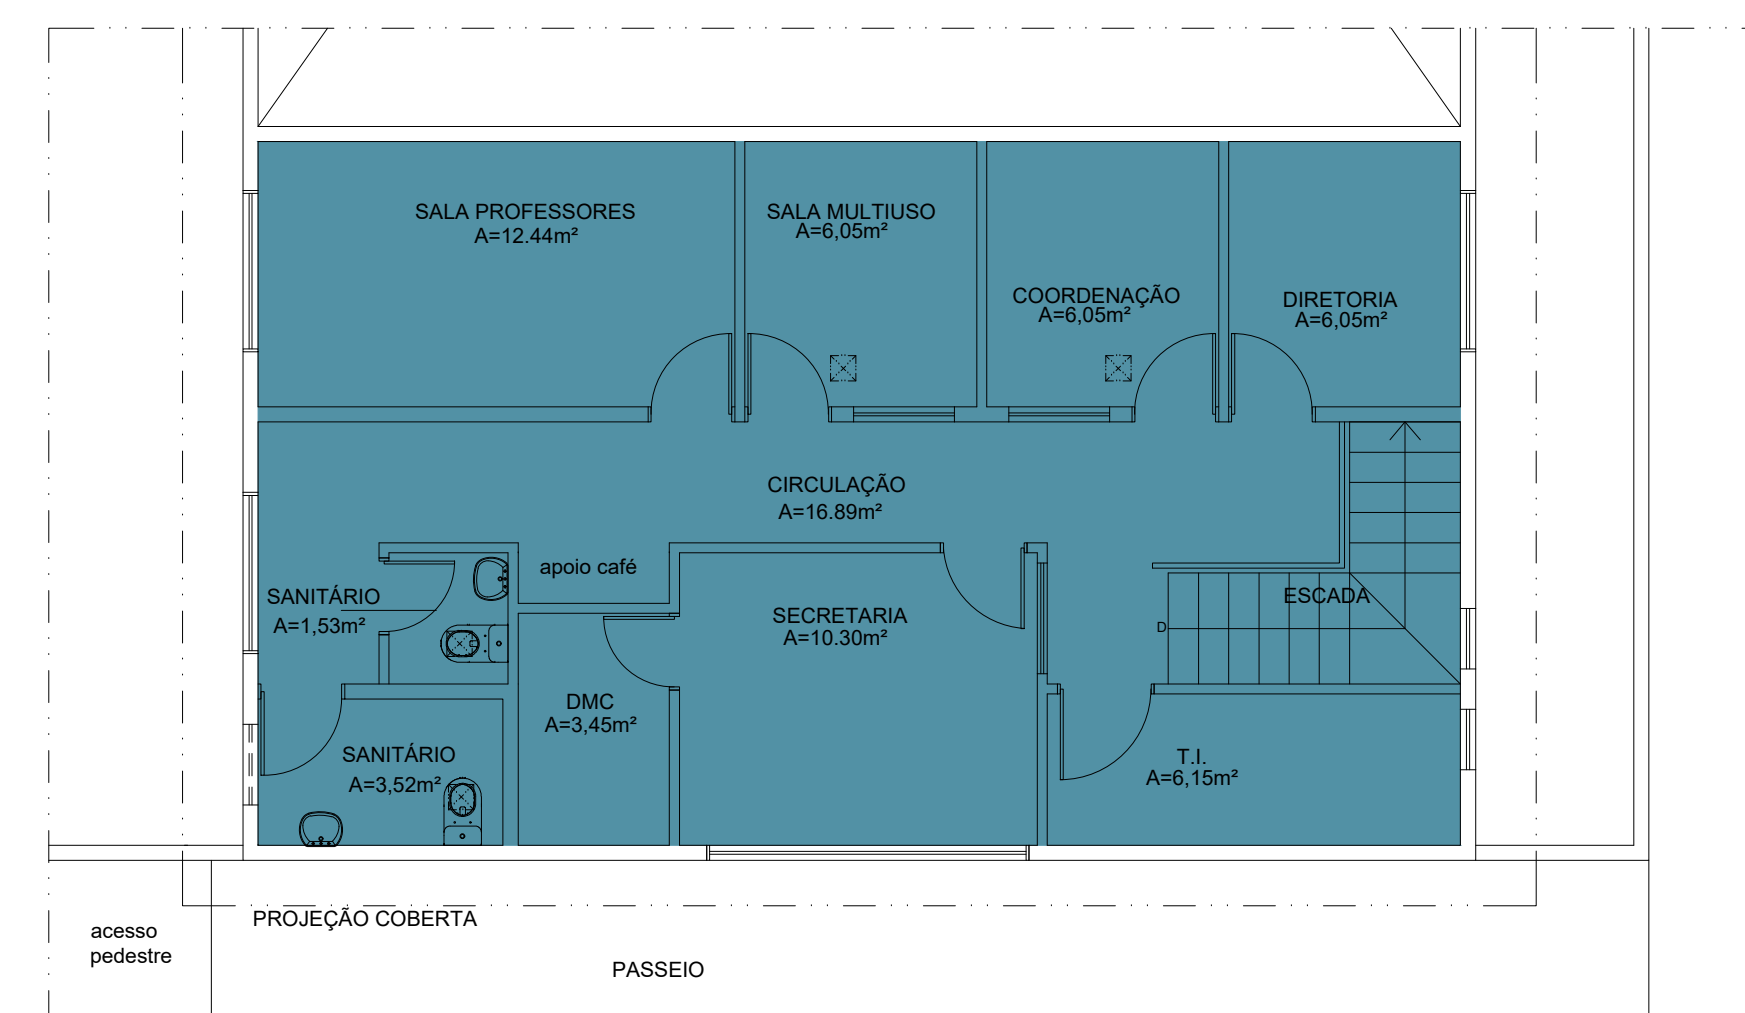 SALA PROFESSORES
A=12.44m²
SALA MULTIUSO
A=6,05m²
COORDENAÇÃO
A=6,05m²
DIRETORIA
A=6,05m²
CIRCULAÇÃO
A=16.89m²
apoio café
SANITÁRIO
A=1,53m²
SECRETARIA
A=10.30m²
ESCADA
D
DMC
A=3,45m²
SANITÁRIO
A=3,52m²
T.I.
A=6,15m²
PROJEÇÃO COBERTA
acesso
pedestre
PASSEIO